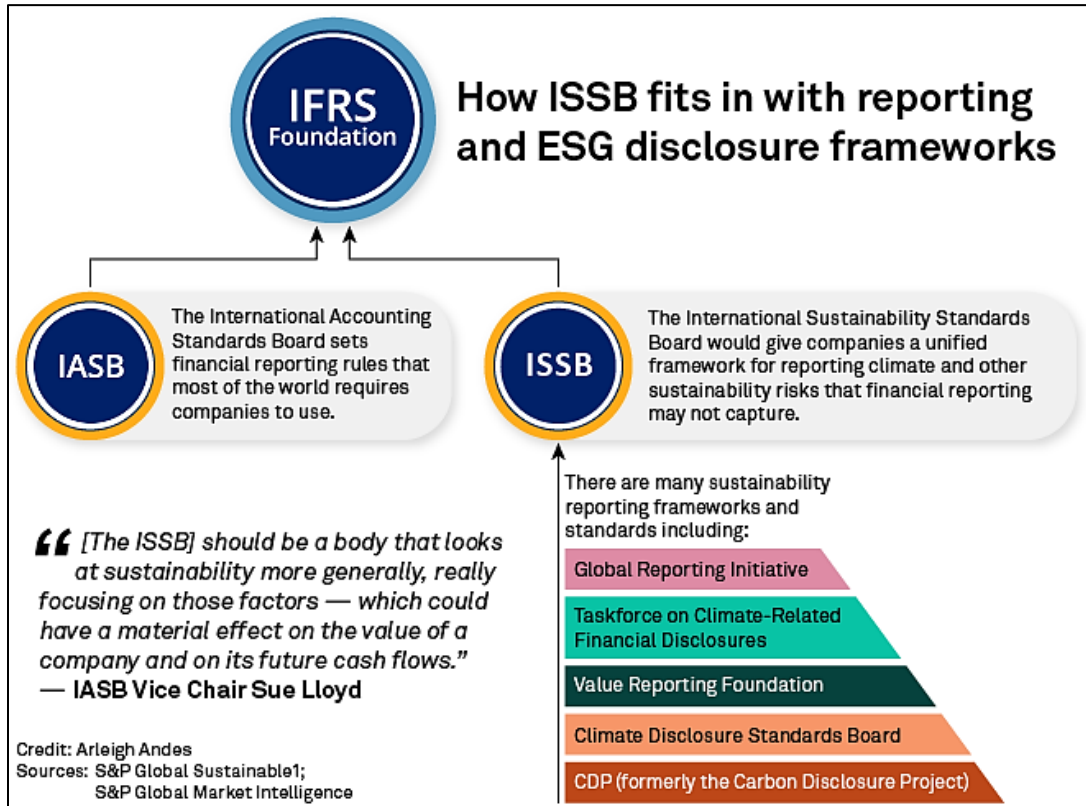 IFRS
Foundation
How ISSB fits in with reporting
and ESG disclosure frameworks
IASB
The International Accounting
Standards Board sets
financial reporting rules that
most of the world requires
companies to use.
ISSB
The International Sustainability Standards
Board would give companies a unified
framework for reporting climate and other
sustainability risks that financial reporting
may not capture.
“ [The ISSB] should be a body that looks
at sustainability more generally, really
focusing on those factors — which could
have a material effect on the value of a
company and on its future cash flows.”
— IASB Vice Chair Sue Lloyd
There are many sustainability
reporting frameworks and
standards including:
Global Reporting Initiative
Taskforce on Climate-Related
Financial Disclosures
Value Reporting Foundation
Climate Disclosure Standards Board
CDP (formerly the Carbon Disclosure Project)
Credit: Arleigh Andes
Sources: S&P Global Sustainable1;
S&P Global Market Intelligence